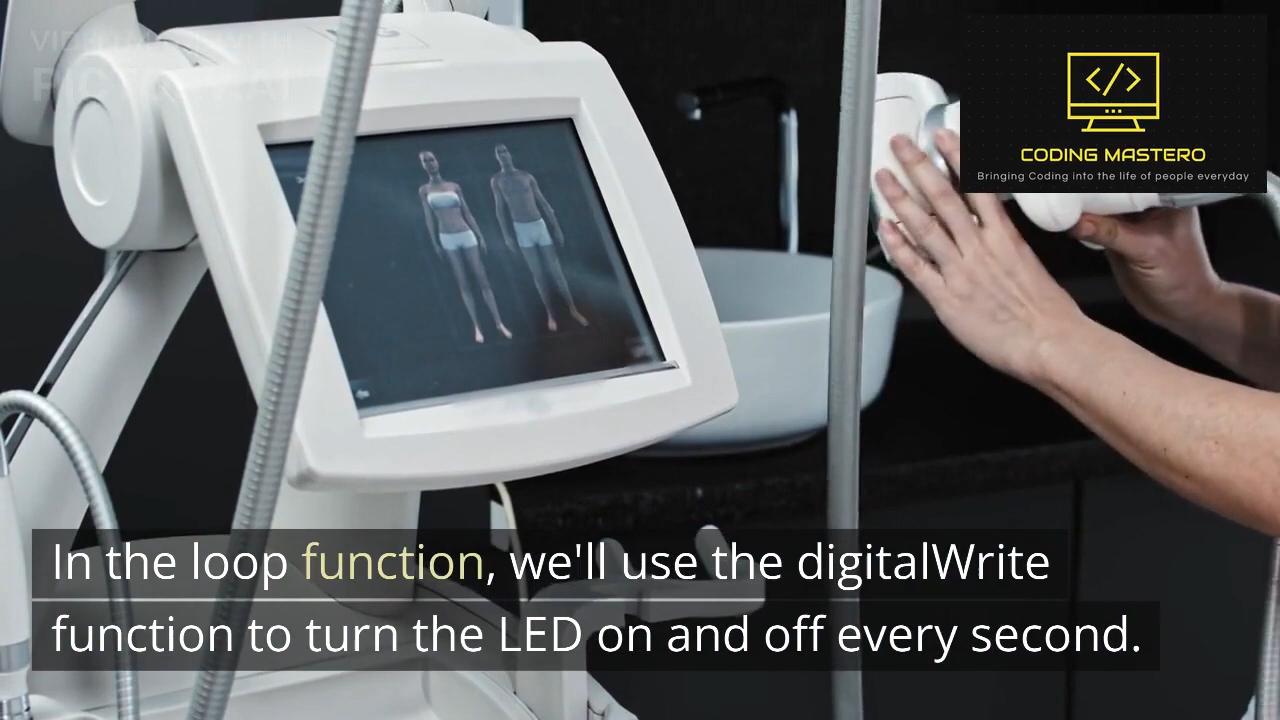 CODING MASTERO
Bringing Coding into the life of people everyday
In the loop function, we'll use the digitalWrite
function to turn the LED on and off every second.